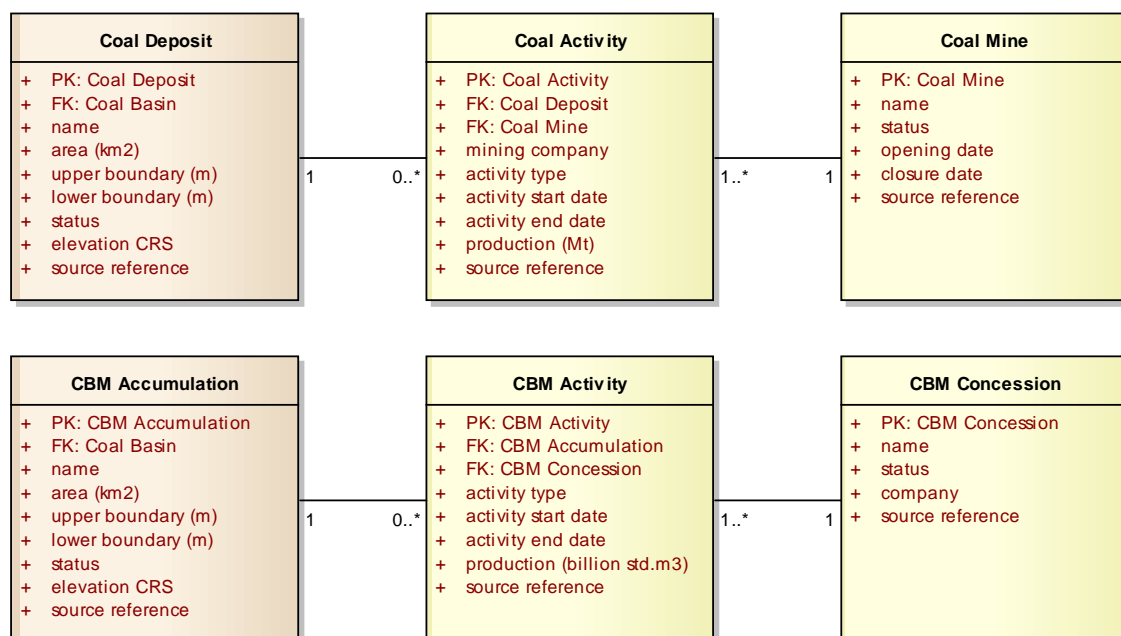 Coal Deposit
+ PK: Coal Deposit
+ FK: Coal Basin
+ name
+ area (km2)
+ upper boundary (m)
+ lower boundary (m)
+ status
+ elevation CRS
+ source reference
1
0..*
Coal Activity
+ PK: Coal Activity
+ FK: Coal Deposit
+ FK: Coal Mine
+ mining company
+ activity type
+ activity start date
+ activity end date
+ production (Mt)
+ source reference
1..*
1
Coal Mine
+ PK: Coal Mine
+ name
+ status
+ opening date
+ closure date
+ source reference
CBM Accumulation
+ PK: CBM Accumulation
+ FK: Coal Basin
+ name
+ area (km2)
+ upper boundary (m)
+ lower boundary (m)
+ status
+ elevation CRS
+ source reference
1
0..*
CBM Activity
+ PK: CBM Activity
+ FK: CBM Accumulation
+ FK: CBM Concession
+ activity type
+ activity start date
+ activity end date
+ production (billion std.m3)
+ source reference
1..*
1
CBM Concession
+ PK: CBM Concession
+ name
+ status
+ company
+ source reference